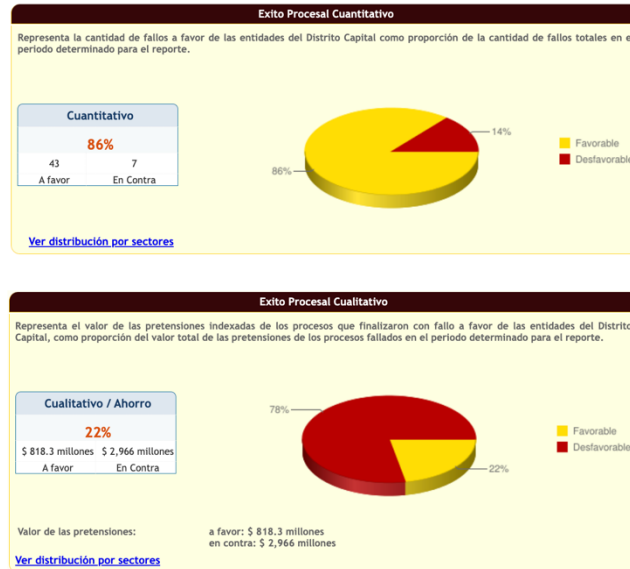 Exito Procesal Cuantitativo
Representa la cantidad de fallos a favor de las entidades del Distrito Capital como proporción de la cantidad de fallos totales en e
periodo determinado para el reporte.
Cuantitativo
86%
43 7
A favor En Contra
14%
86%
Favorable
Desfavorable
Ver distribución por sectores
Exito Procesal Cualitativo
Representa el valor de las pretensiones indexadas de los procesos que finalizaron con fallo a favor de las entidades del Distrito
Capital, como proporción del valor total de las pretensiones de los procesos fallados en el periodo determinado para el reporte.
Cualitativo / Ahorro
22%
$ 818.3 millones $ 2,966 millones
A favor En Contra
78%
22%
Favorable
Desfavorable
Valor de las pretensiones: a favor: $ 818.3 millones
en contra: $ 2,966 millones
Ver distribución por sectores